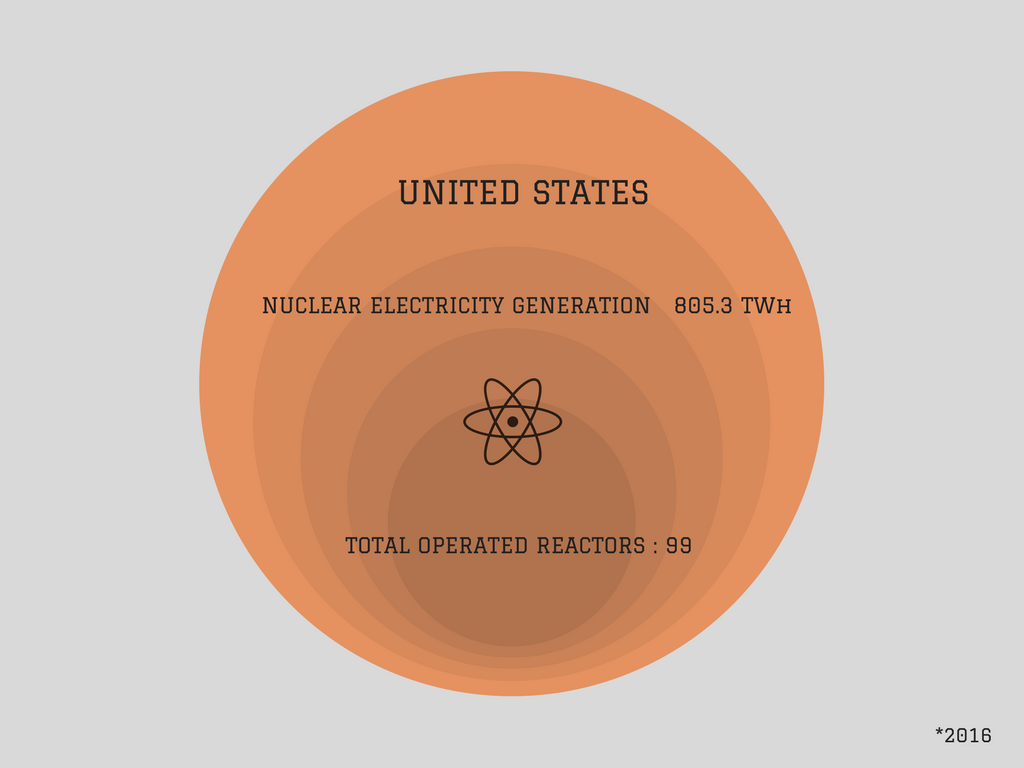 UNITED STATES
NUCLEAR ELECTRICITY GENERATION 805.3 TWH
TOTAL OPERATED REACTORS : 99
*2016